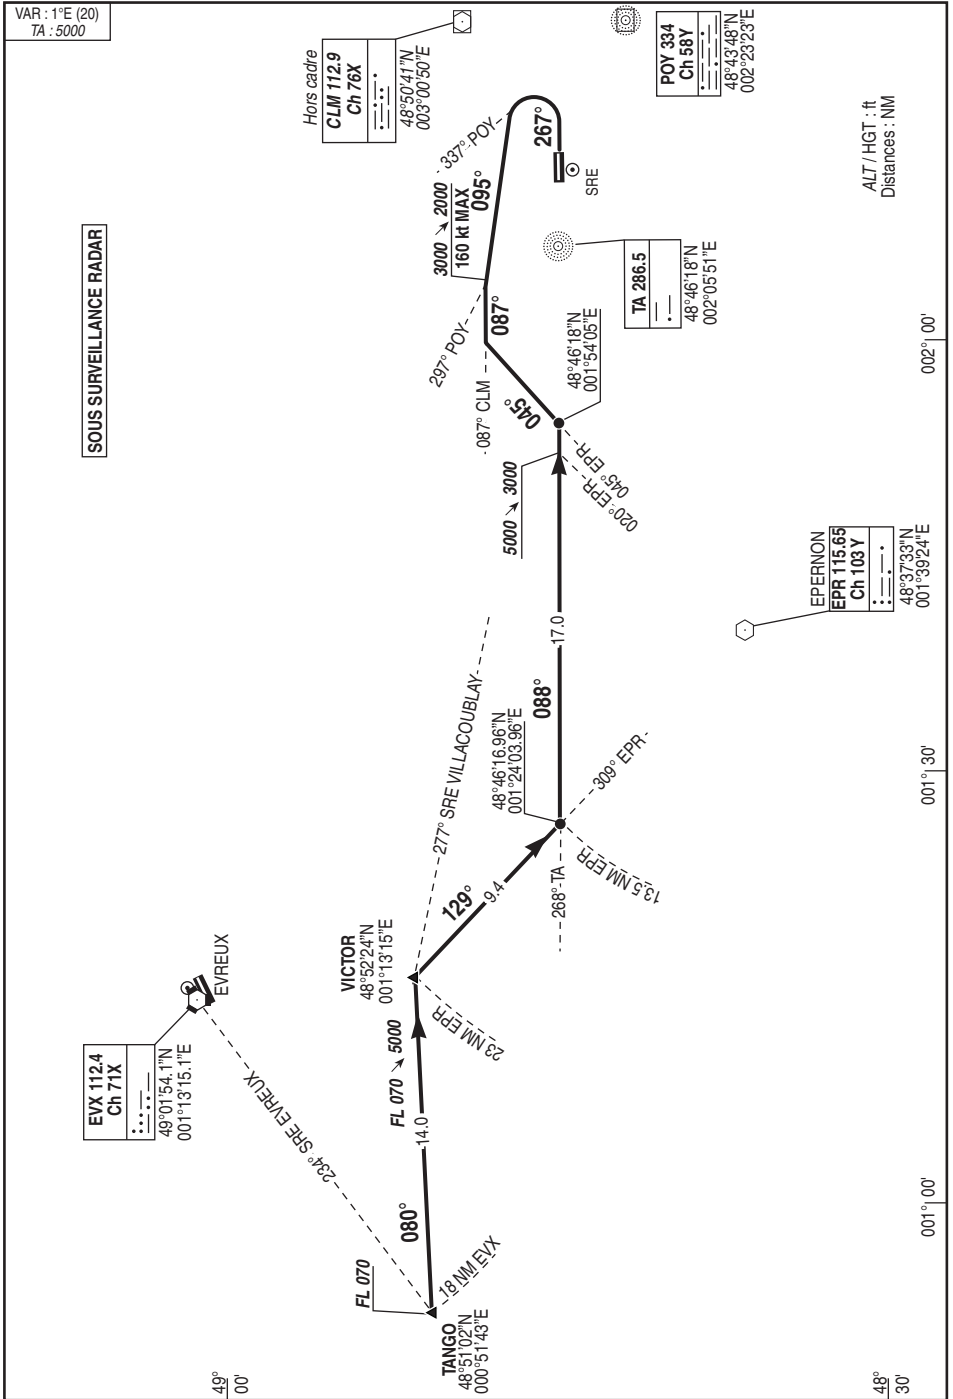 VAR : 1°E (20)
TA : 5000
SOUS SURVEILLANCE RADAR
Hors cadre
CLM 112.9
Ch 76X
48°50'41"N
003°00'50"E
POY 334
Ch 58Y
48°43'48"N
002°23'23"E
ALT / HGT : ft
Distances : NM
337° POY
3000 → 2000
160 kt MAX
095°
267°
SRE
297° POY
087°
087° CLM
045°
TA 286.5
48°46'18"N
002°05'51"E
48°46'18"N
001°54'05"E
5000 → 3000
020° EPR
045° EPR
EPERNON
EPR 115.65
Ch 103 Y
48°37'33"N
001°39'24"E
17.0
088°
277° SRE VILLACOUBLAY
48°46'16.96"N
001°24'03.96"E
309° EPR
13.5 NM EPR
268° TA
129°
9.4
VICTOR
48°52'24"N
001°13'15"E
23 NM EPR
EVREUX
EVX 112.4
Ch 71X
49°01'54.1"N
001°13'15.1"E
234° SRE EVREUX
FL 070 → 5000
14.0
080°
FL 070
18 NM EVX
TANGO
48°51'02"N
000°51'43"E
49°
00'
48°
30'
001° 00'
001° 30'
002° 00'